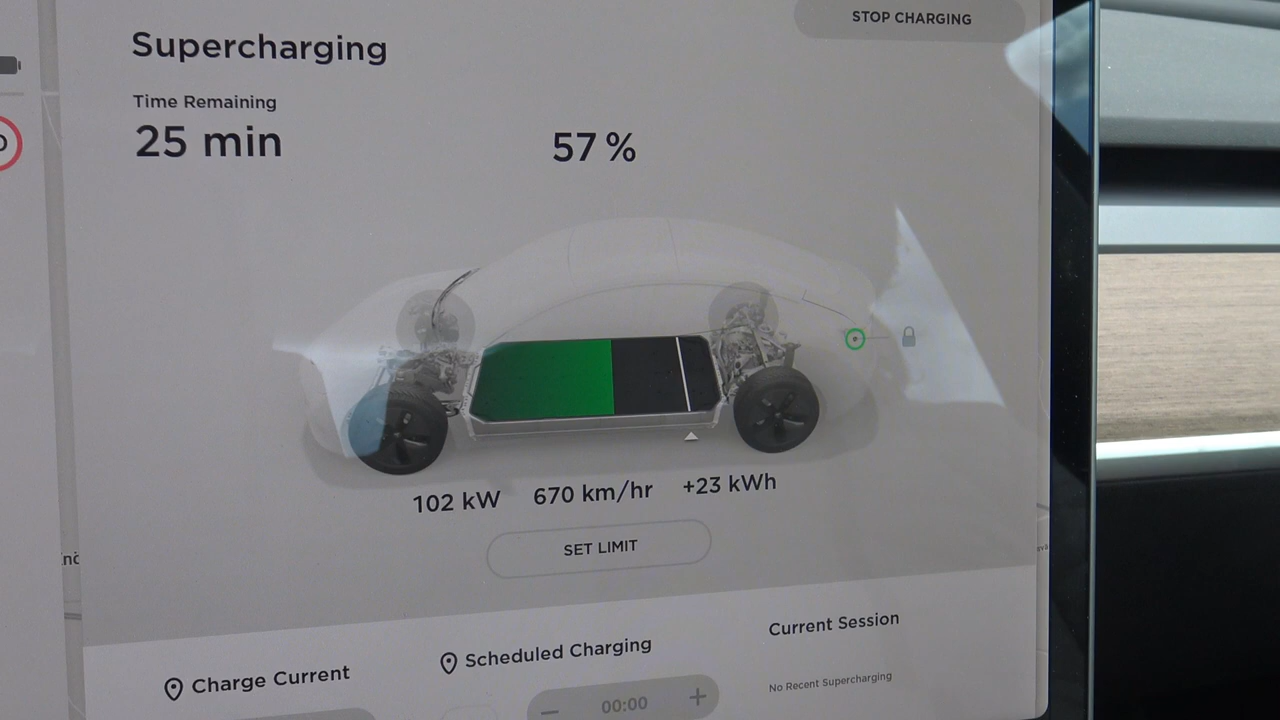 STOP CHARGING
Supercharging
Time Remaining
25 min
57 %
102 kW 670 km/hr +23 kWh
SET LIMIT
Charge Current
Scheduled Charging
Current Session
No Recent Supercharging
− 00:00 +